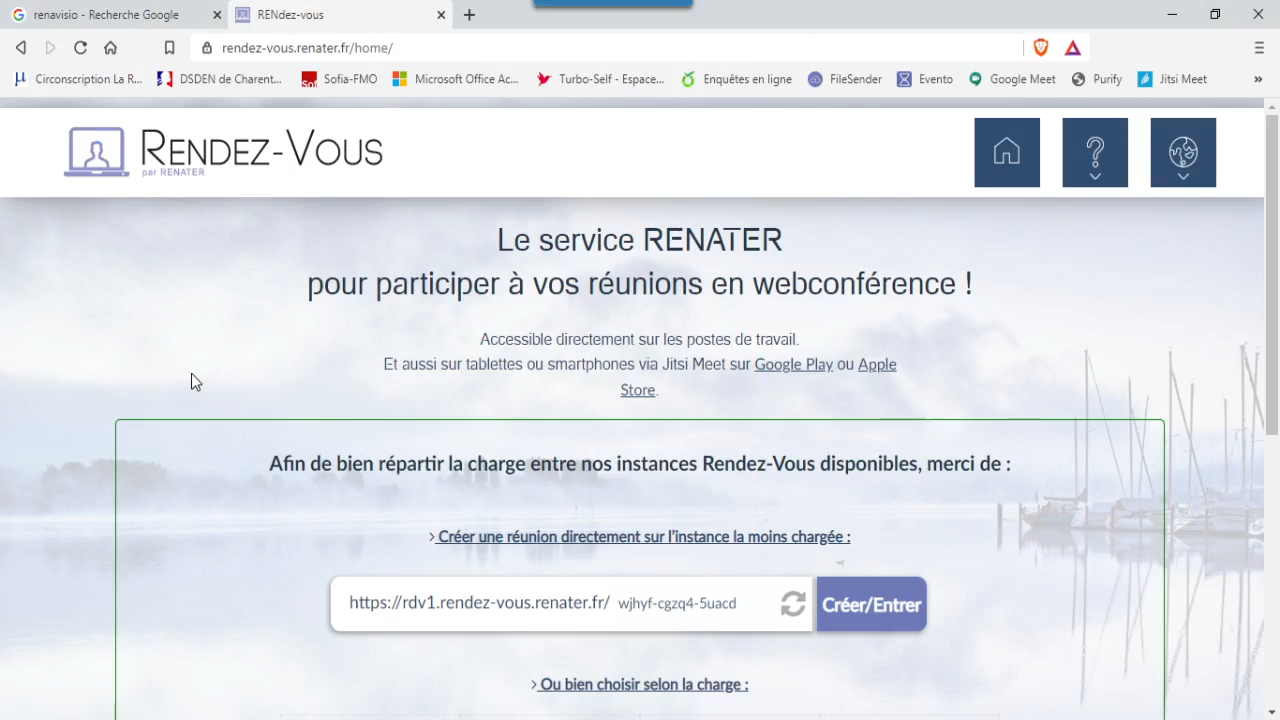 renavisio - Recherche Google
RENdez-vous
rendez-vous.renater.fr/home/
Circonscription La R...
DSDEN de Charent...
Sofia-FMO
Microsoft Office Ac...
Turbo-Self - Espace...
Enquêtes en ligne
FileSender
Evento
Google Meet
Purify
Jitsi Meet
»
RENDEZ-VOUS
par RENATER
Le service RENATER
pour participer à vos réunions en webconférence !
Accessible directement sur les postes de travail.
Et aussi sur tablettes ou smartphones via Jitsi Meet sur Google Play ou Apple
Store.
Afin de bien répartir la charge entre nos instances Rendez-Vous disponibles, merci de :
> Créer une réunion directement sur l'instance la moins chargée :
https://rdv1.rendez-vous.renater.fr/ wjhyf-cgzq4-5uacd
Créer/Entrer
> Ou bien choisir selon la charge :